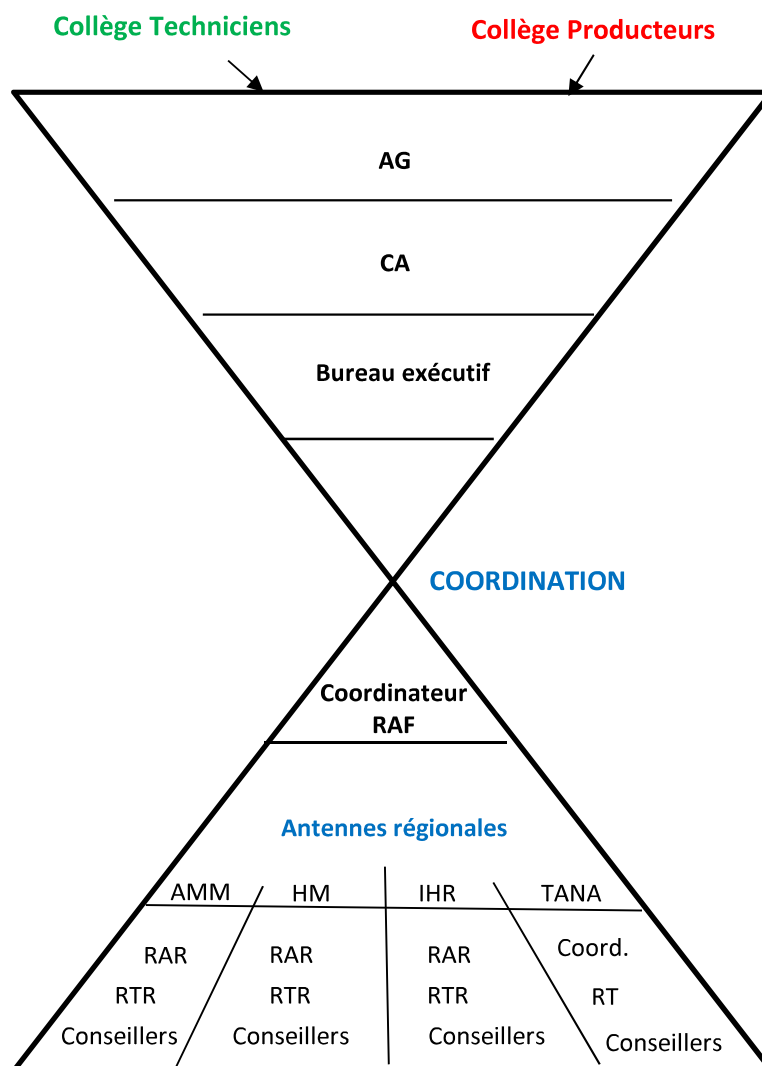 Collège Techniciens
Collège Producteurs
AG
CA
Bureau exécutif
COORDINATION
Coordinateur
RAF
Antennes régionales
AMM HM IHR TANA
RAR RAR RAR Coord.
RTR RTR RTR RT
Conseillers Conseillers Conseillers Conseillers